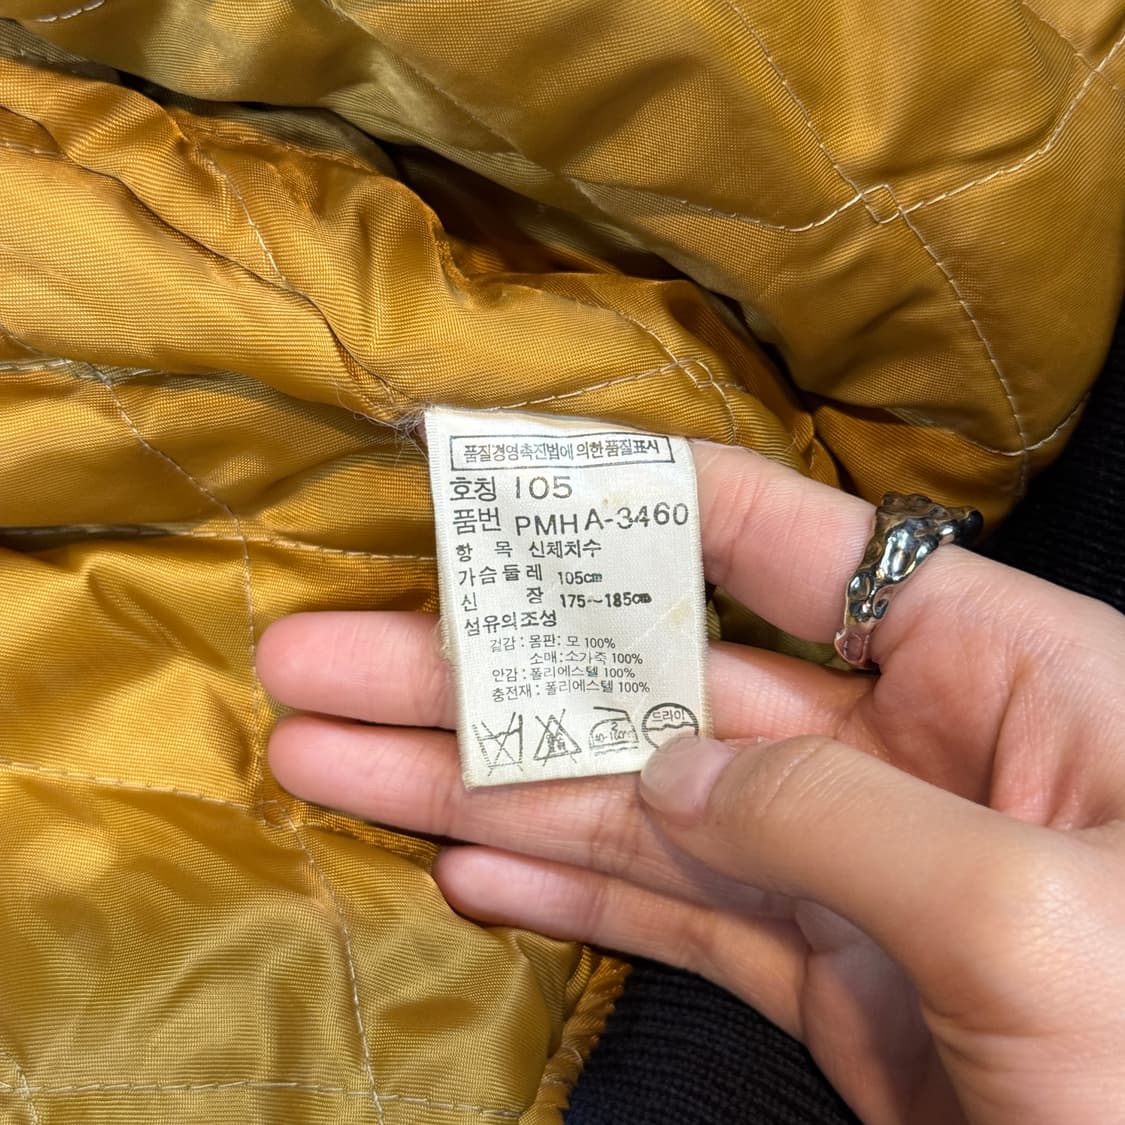 품질경영촉진법에 의한 품질표시
호칭 105
품번 PMHA-3460
항 목 신체치수
가슴둘레 105cm
신 장 175~185cm
섬유의조성
겉감 : 몸판: 모 100%
소매: 소가죽 100%
안감 : 폴리에스텔 100%
충전재 : 폴리에스텔 100%
2
드라이